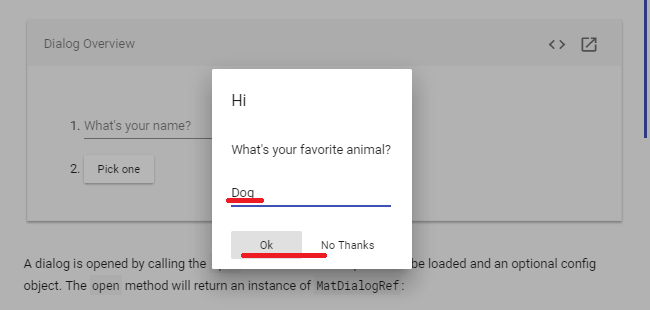 Dialog Overview
Hi
1. What's your name?
What's your favorite animal?
2. Pick one
Dog
Ok No Thanks
A dialog is opened by calling the be loaded and an optional config
object. The open method will return an instance of MatDialogRef: